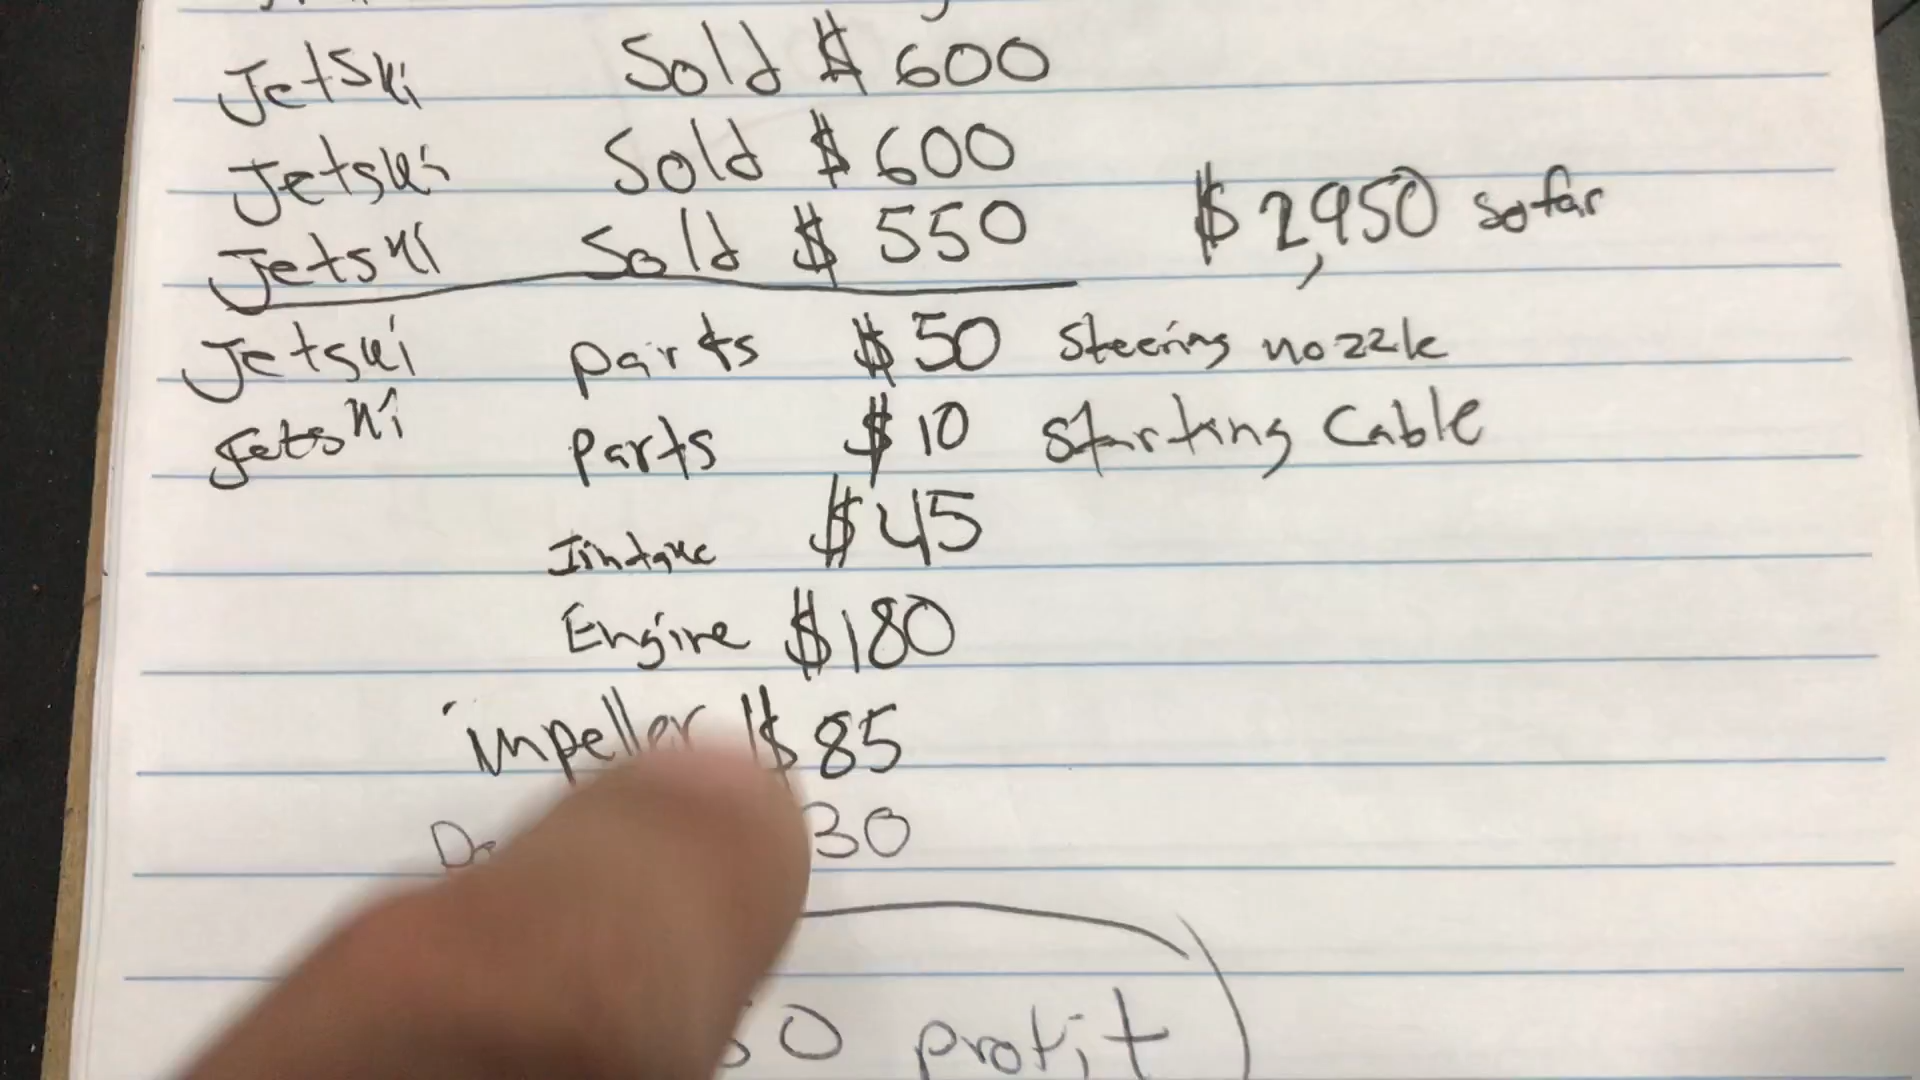 Jetski Sold $600
Jetski Sold $600
Jetski Sold $550 $2,950 so far
Jetski parts $50 Steering nozzle
Jetski parts $10 Starting Cable
Intake $45
Engine $180
impeller $85
30
profit